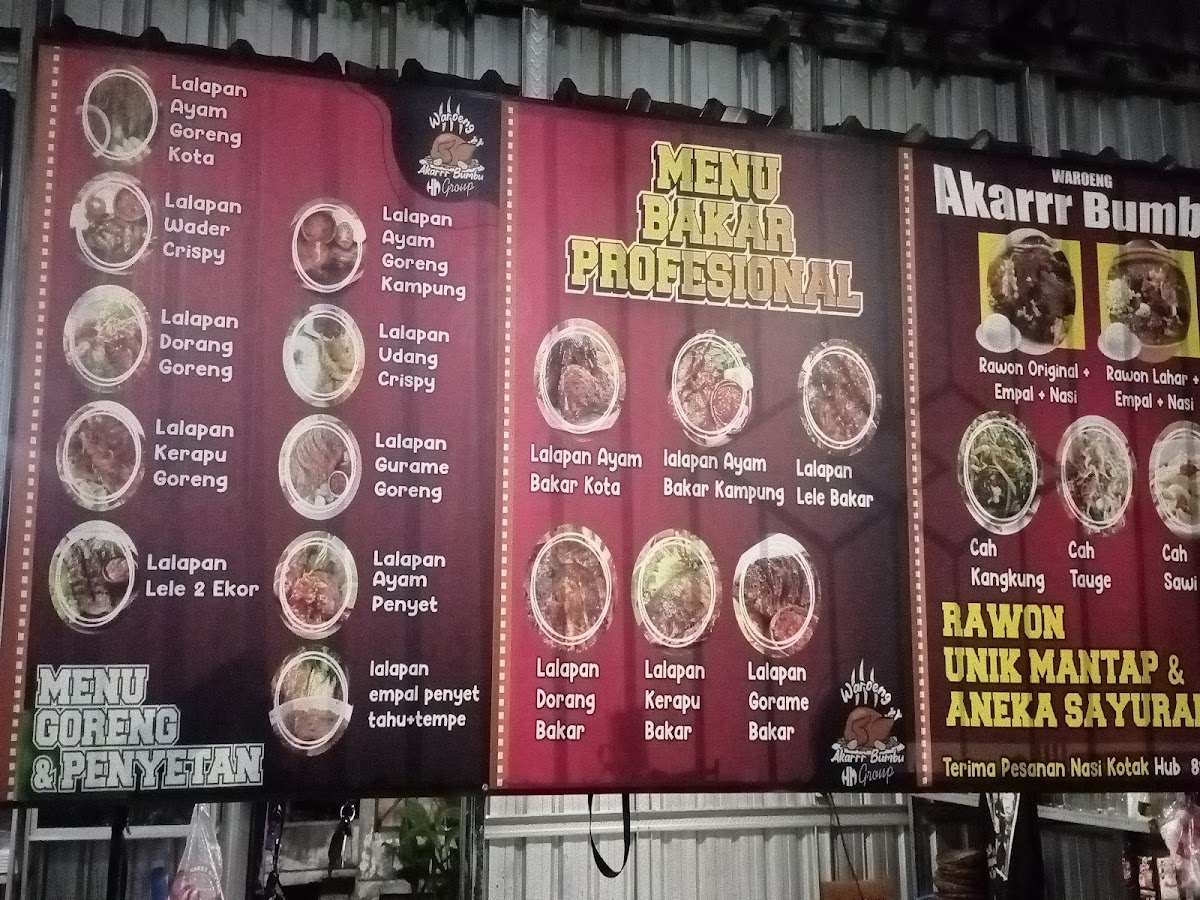 Lalapan
Ayam
Goreng
Kota
Lalapan
Wader
Crispy
Lalapan
Dorang
Goreng
Lalapan
Kerapu
Goreng
Lalapan
Lele 2 Ekor
MENU
GORENG
& PENYETAN
Waroeng
Akarrr Bumbu
Group
Lalapan
Ayam
Goreng
Kampung
Lalapan
Udang
Crispy
Lalapan
Gurame
Goreng
Lalapan
Ayam
Penyet
lalapan
empal penyet
tahu+tempe
MENU
BAKAR
PROFESIONAL
Lalapan Ayam
Bakar Kota
lalapan Ayam
Bakar Kampung
Lalapan
Lele Bakar
Lalapan
Dorang
Bakar
Lalapan
Kerapu
Bakar
Lalapan
Gorame
Bakar
Waroeng
Akarrr Bumbu
Group
WAROENG
Akarrr Bumb
Rawon Original +
Empal + Nasi
Rawon Lahar +
Empal + Nasi
Cah
Kangkung
Cah
Tauge
Cah
Sawi
RAWON
UNIK MANTAP &
ANEKA SAYURAN
Terima Pesanan Nasi Kotak Hub